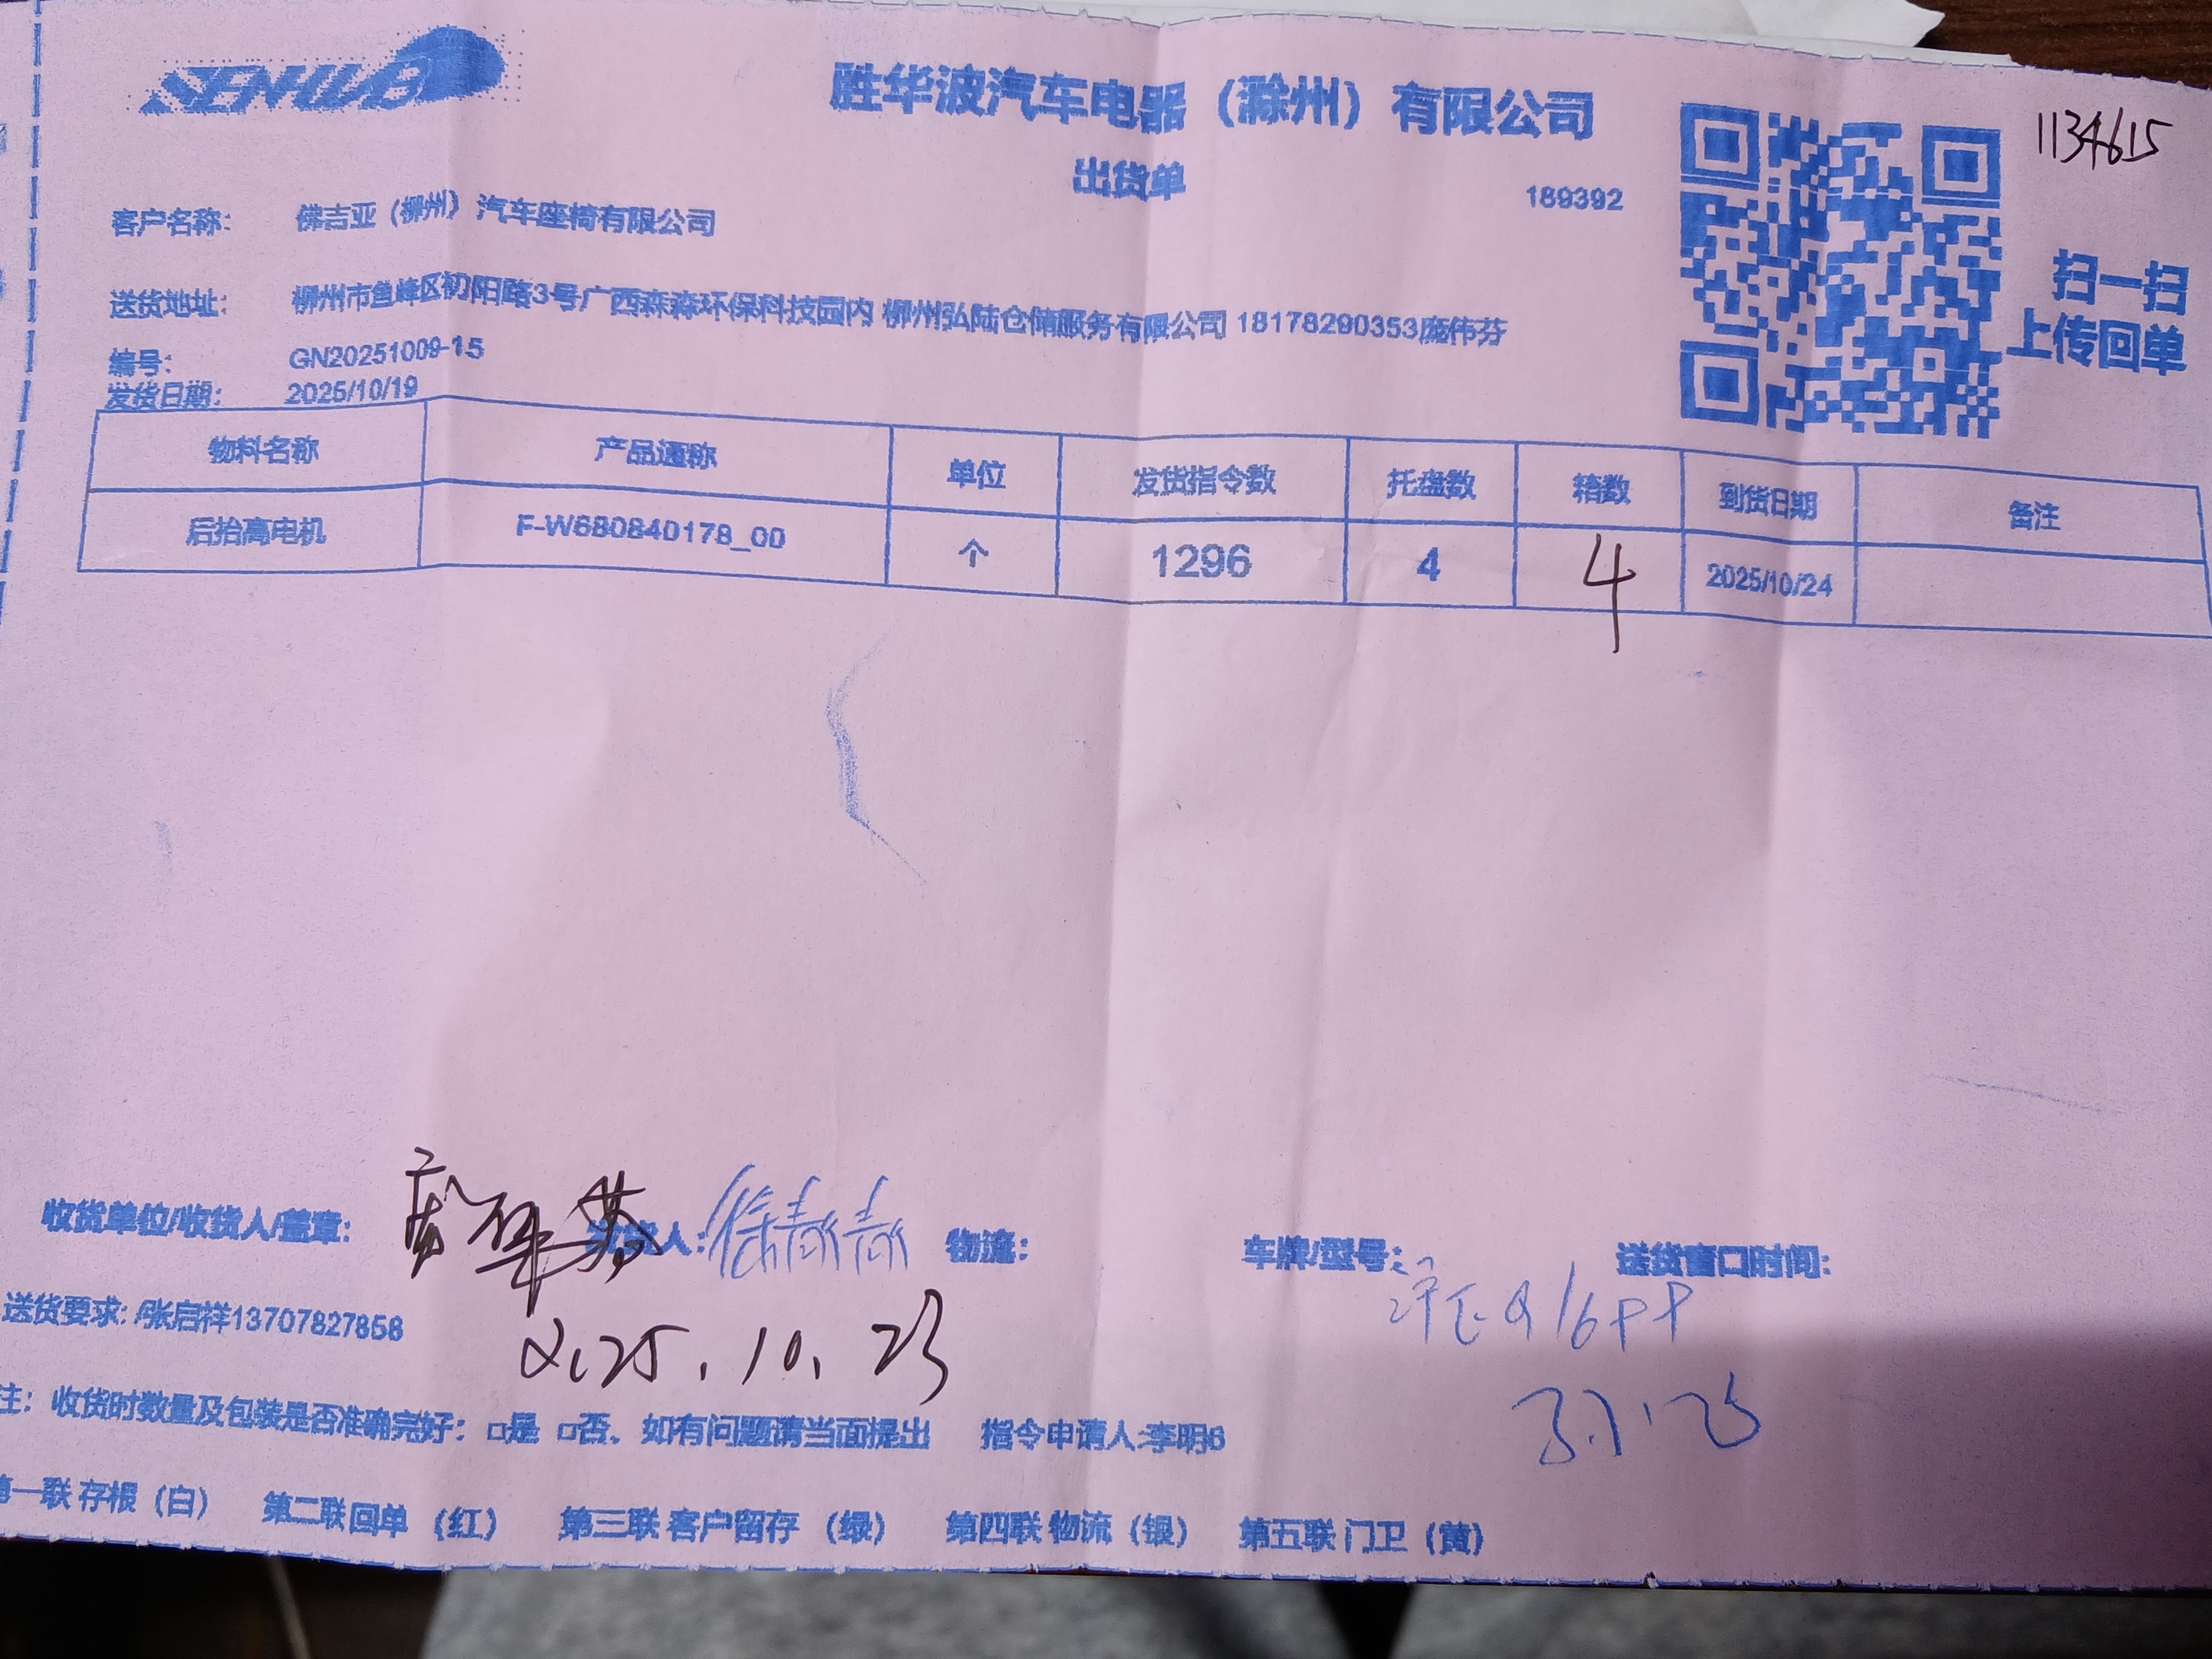 SENWB
胜华波汽车电器（滁州）有限公司
1134615
出货单
189392
客户名称: 佛吉亚（柳州）汽车座椅有限公司
扫一扫
上传回单
送货地址: 柳州市鱼峰区初阳路3号广西森淼环保科技园内 柳州弘陆仓储服务有限公司 18178290353庞伟芬
编号: GN20251009-15
发货日期: 2025/10/19
物料名称 产品通称 单位 发货指令数 托盘数 箱数 到货日期 备注
后抬高电机 F-W680840178_00 个 1296 4 4 2025/10/24
收货单位/收货人/盖章: 人: 徐 物流: 车牌/型号: 送货窗口时间:
送货要求: /张启祥13707827858
2025.10.23
注: 收货时数量及包装是否准确完好: □是 □否、如有问题请当面提出 指令申请人:李明6
第一联 存根（白） 第二联 回单（红） 第三联 客户留存（绿） 第四联 物流（银） 第五联 门卫（黄）